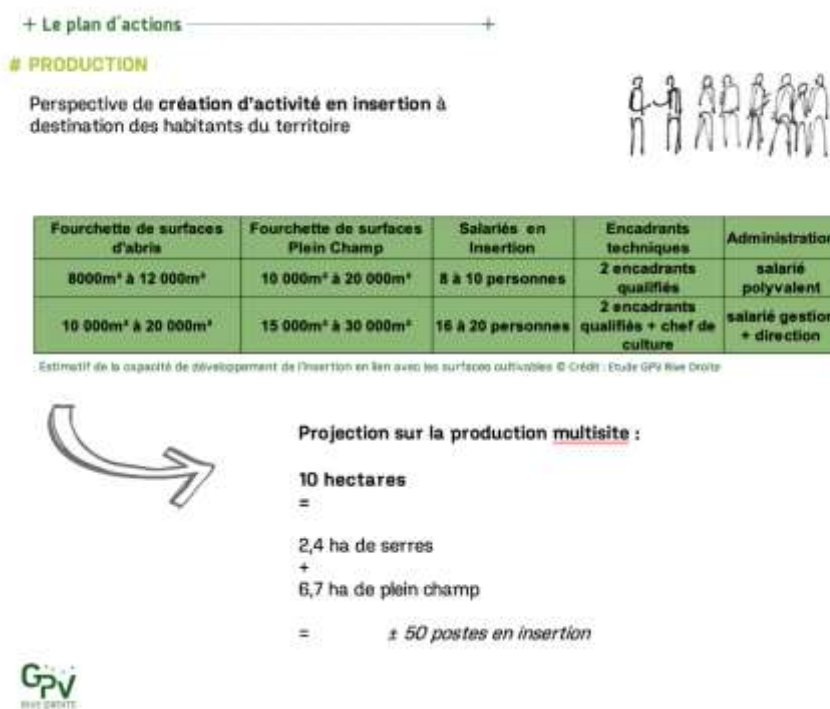 + Le plan d'actions +
# PRODUCTION
Perspective de création d'activité en insertion à
destination des habitants du territoire
Fourchette de surfaces d'abris | Fourchette de surfaces Plein Champ | Salariés en Insertion | Encadrants techniques | Administration
8000m² à 12 000m² | 10 000m² à 20 000m² | 8 à 10 personnes | 2 encadrants qualifiés | salarié polyvalent
10 000m² à 20 000m² | 15 000m² à 30 000m² | 16 à 20 personnes | 2 encadrants qualifiés + chef de culture | salarié gestion + direction
Estimatif de la capacité de développement de l'insertion en lien avec les surfaces cultivables © Crédit : Etude GPV Rive Droite
Projection sur la production multisite :
10 hectares
=
2,4 ha de serres
+
6,7 ha de plein champ
= ± 50 postes en insertion
GPV
RIVE DROITE